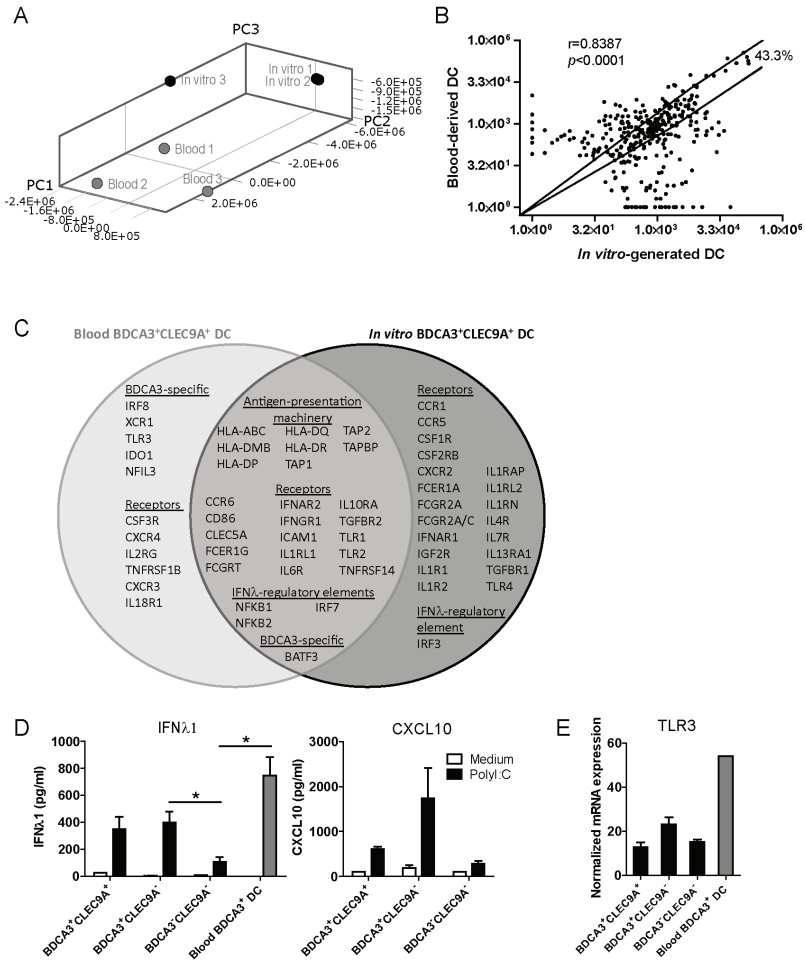 A
PC3
In vitro 1
In vitro 2
In vitro 3
-6.0E+05
-9.0E+05
-1.2E+06
-1.5E+06
PC2
-6.0E+06
-4.0E+06
-2.0E+06
0.0E+00
2.0E+06
Blood 1
Blood 2
Blood 3
PC1
-2.4E+06
-1.6E+06
-8.0E+05
0.0E+00
8.0E+05
B
r=0.8387
p<0.0001
43.3%
Blood-derived DC
1.0×10⁶
3.3×10⁴
1.0×10³
3.2×10¹
1.0×10⁰
1.0×10⁰
3.2×10¹
1.0×10³
3.3×10⁴
1.0×10⁶
In vitro-generated DC
C
Blood BDCA3⁺CLEC9A⁺ DC
In vitro BDCA3⁺CLEC9A⁺ DC
BDCA3-specific
IRF8
XCR1
TLR3
IDO1
NFIL3
Receptors
CSF3R
CXCR4
IL2RG
TNFRSF1B
CXCR3
IL18R1
Antigen-presentation
machinery
HLA-ABC HLA-DQ TAP2
HLA-DMB HLA-DR TAPBP
HLA-DP TAP1
Receptors
CCR6 IFNAR2 IL10RA
CD86 IFNGR1 TGFBR2
CLEC5A ICAM1 TLR1
FCER1G IL1RL1 TLR2
FCGRT IL6R TNFRSF14
IFNλ-regulatory elements
NFKB1 IRF7
NFKB2
BDCA3-specific
BATF3
Receptors
CCR1
CCR5
CSF1R
CSF2RB
CXCR2 IL1RAP
FCER1A IL1RL2
FCGR2A IL1RN
FCGR2A/C IL4R
IFNAR1 IL7R
IGF2R IL13RA1
IL1R1 TGFBR1
IL1R2 TLR4
IFNλ-regulatory
element
IRF3
D
IFNλ1
IFNλ1 (pg/ml)
1000
800
600
400
200
0
*
*
BDCA3⁺CLEC9A⁺
BDCA3⁺CLEC9A⁻
BDCA3⁻CLEC9A⁻
Blood BDCA3⁺ DC
CXCL10
CXCL10 (pg/ml)
3000
2000
1000
0
Medium
PolyI:C
BDCA3⁺CLEC9A⁺
BDCA3⁺CLEC9A⁻
BDCA3⁻CLEC9A⁻
E
TLR3
Normalized mRNA expression
60
40
20
0
BDCA3⁺CLEC9A⁺
BDCA3⁺CLEC9A⁻
BDCA3⁻CLEC9A⁻
Blood BDCA3⁺ DC